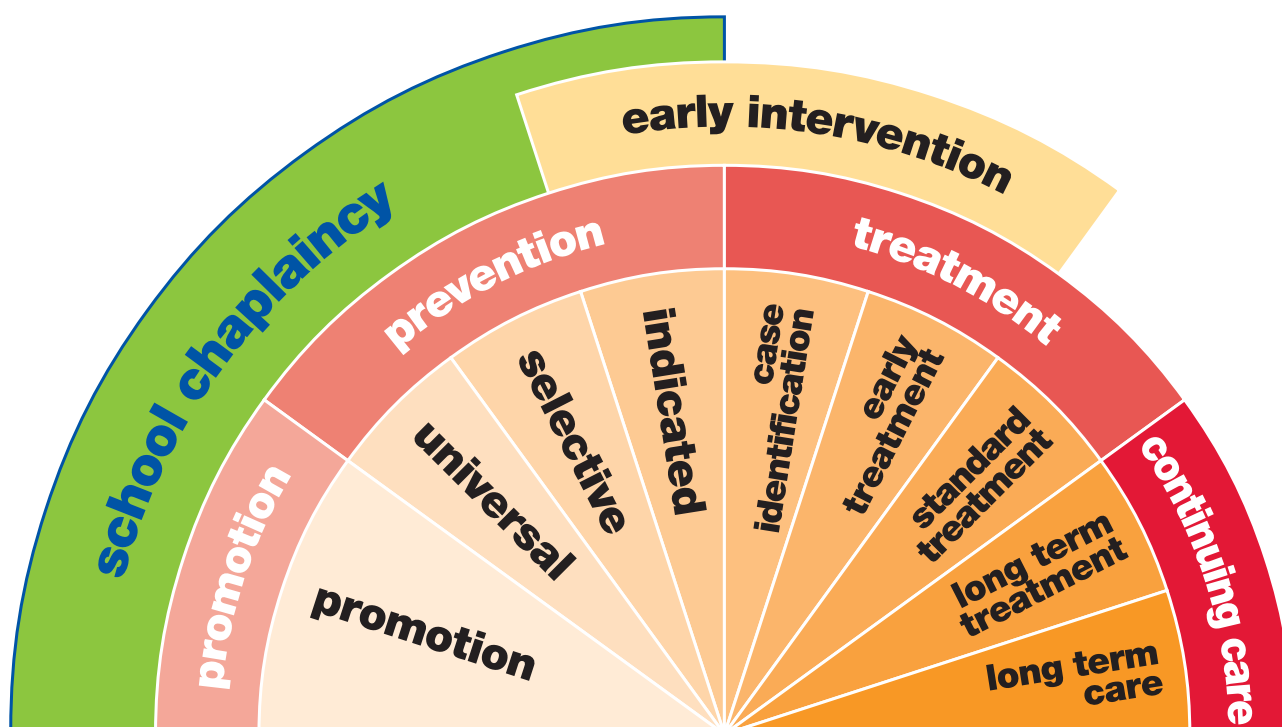 school chaplaincy
early intervention
promotion
prevention
treatment
continuing care
promotion
universal
selective
indicated
case
identification
early
treatment
standard
treatment
long term
treatment
long term
care